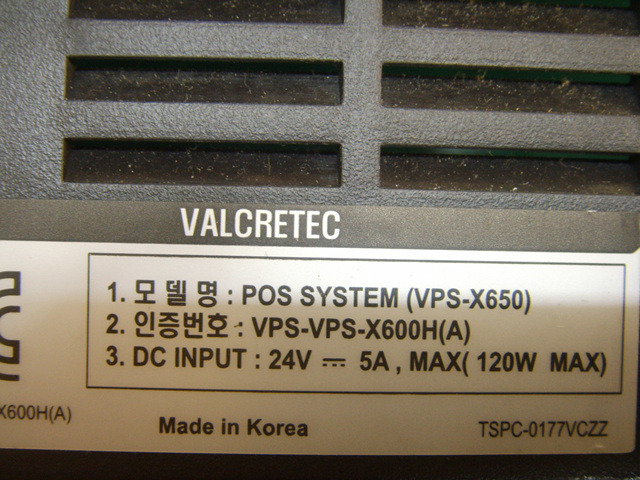 VALCRETEC
1. 모델명 : POS SYSTEM (VPS-X650)
2. 인증번호 : VPS-VPS-X600H(A)
3. DC INPUT : 24V ⎓ 5A , MAX( 120W MAX)
X600H(A)
Made in Korea
TSPC-0177VCZZ